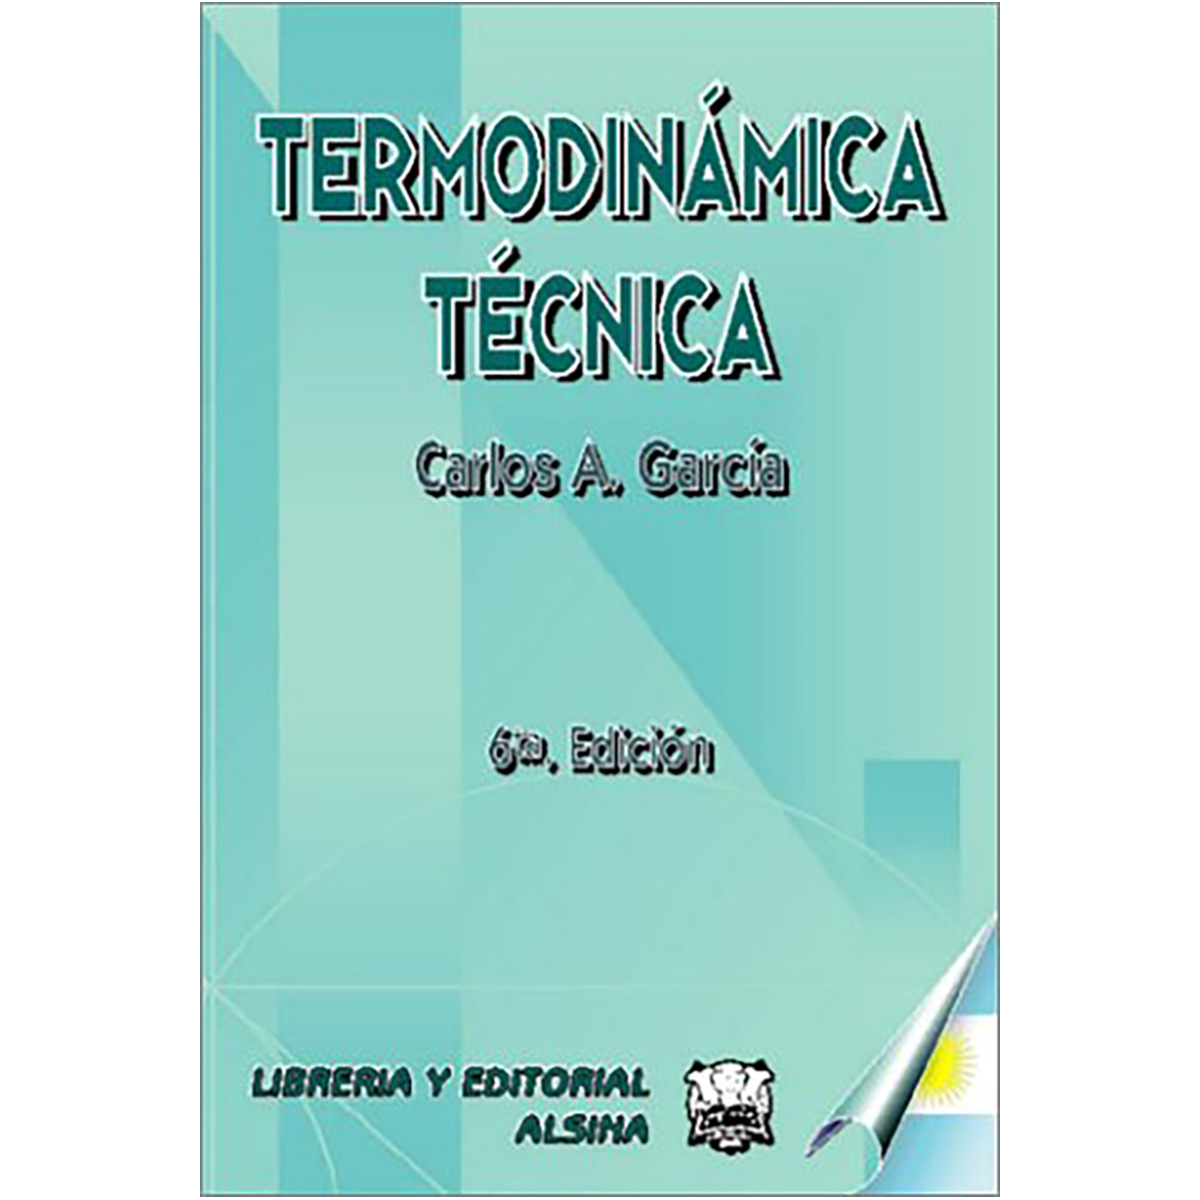 TERMODINÁMICA
TÉCNICA
Carlos A. García
6ta. Edición
LIBRERIA Y EDITORIAL
ALSINA